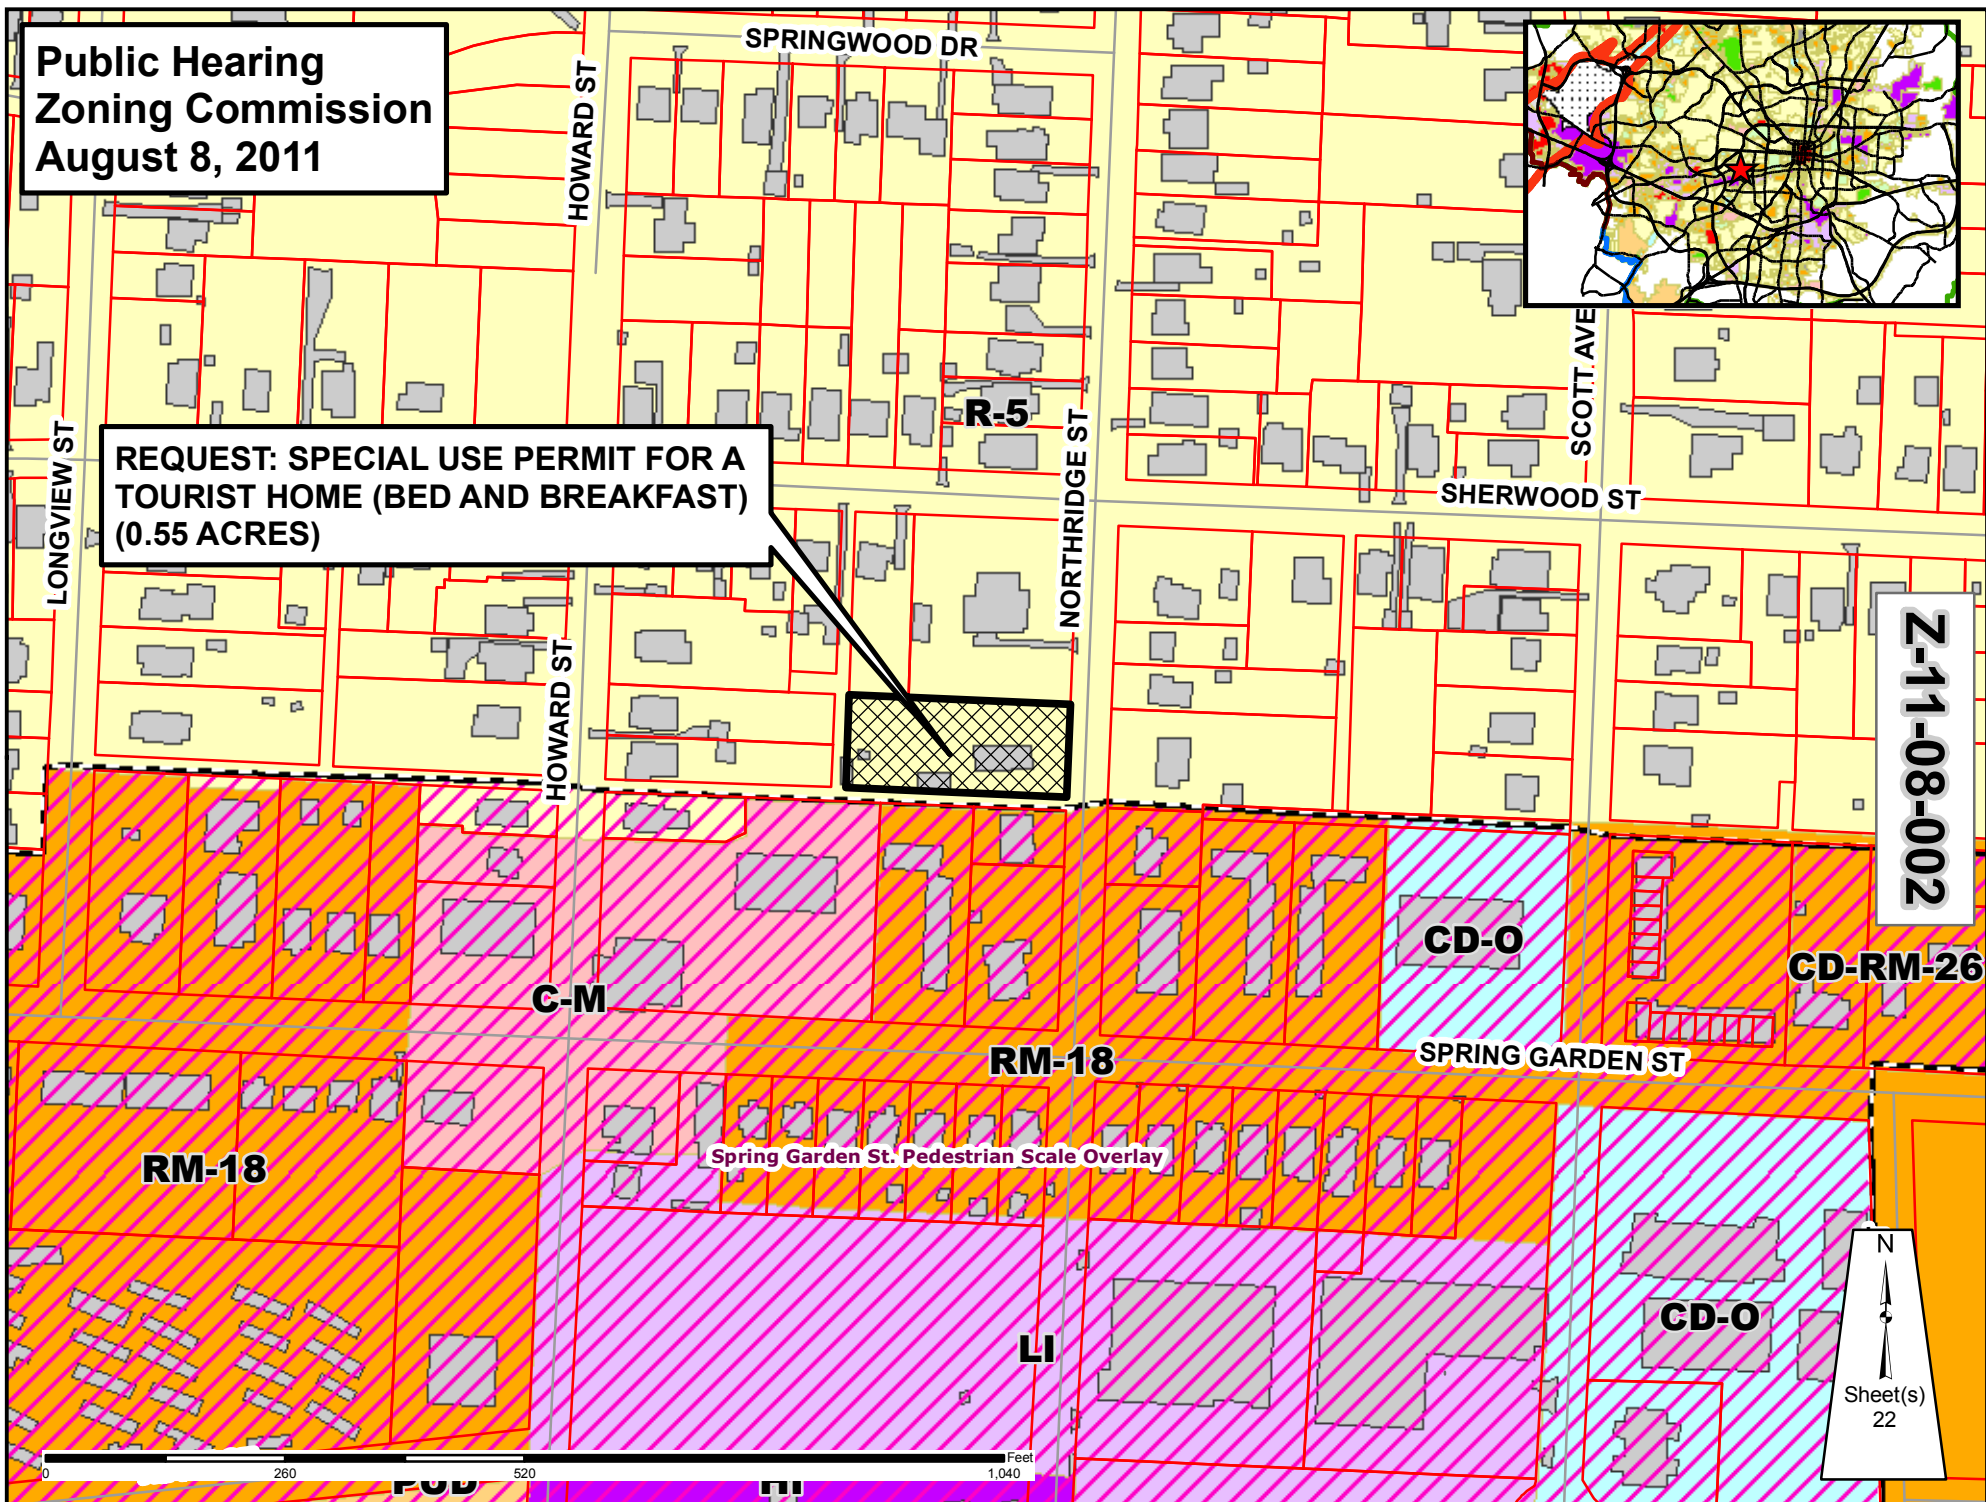 Public Hearing
Zoning Commission
August 8, 2011
SPRINGWOOD DR
HOWARD ST
SCOTT AVE
R-5
LONGVIEW ST
REQUEST: SPECIAL USE PERMIT FOR A
TOURIST HOME (BED AND BREAKFAST)
(0.55 ACRES)
NORTHRIDGE ST
SHERWOOD ST
HOWARD ST
Z-11-08-002
CD-O
CD-RM-26
C-M
RM-18
SPRING GARDEN ST
RM-18
Spring Garden St. Pedestrian Scale Overlay
LI
CD-O
N
Sheet(s)
22
Feet
0 260 520 1,040
PUD
HI